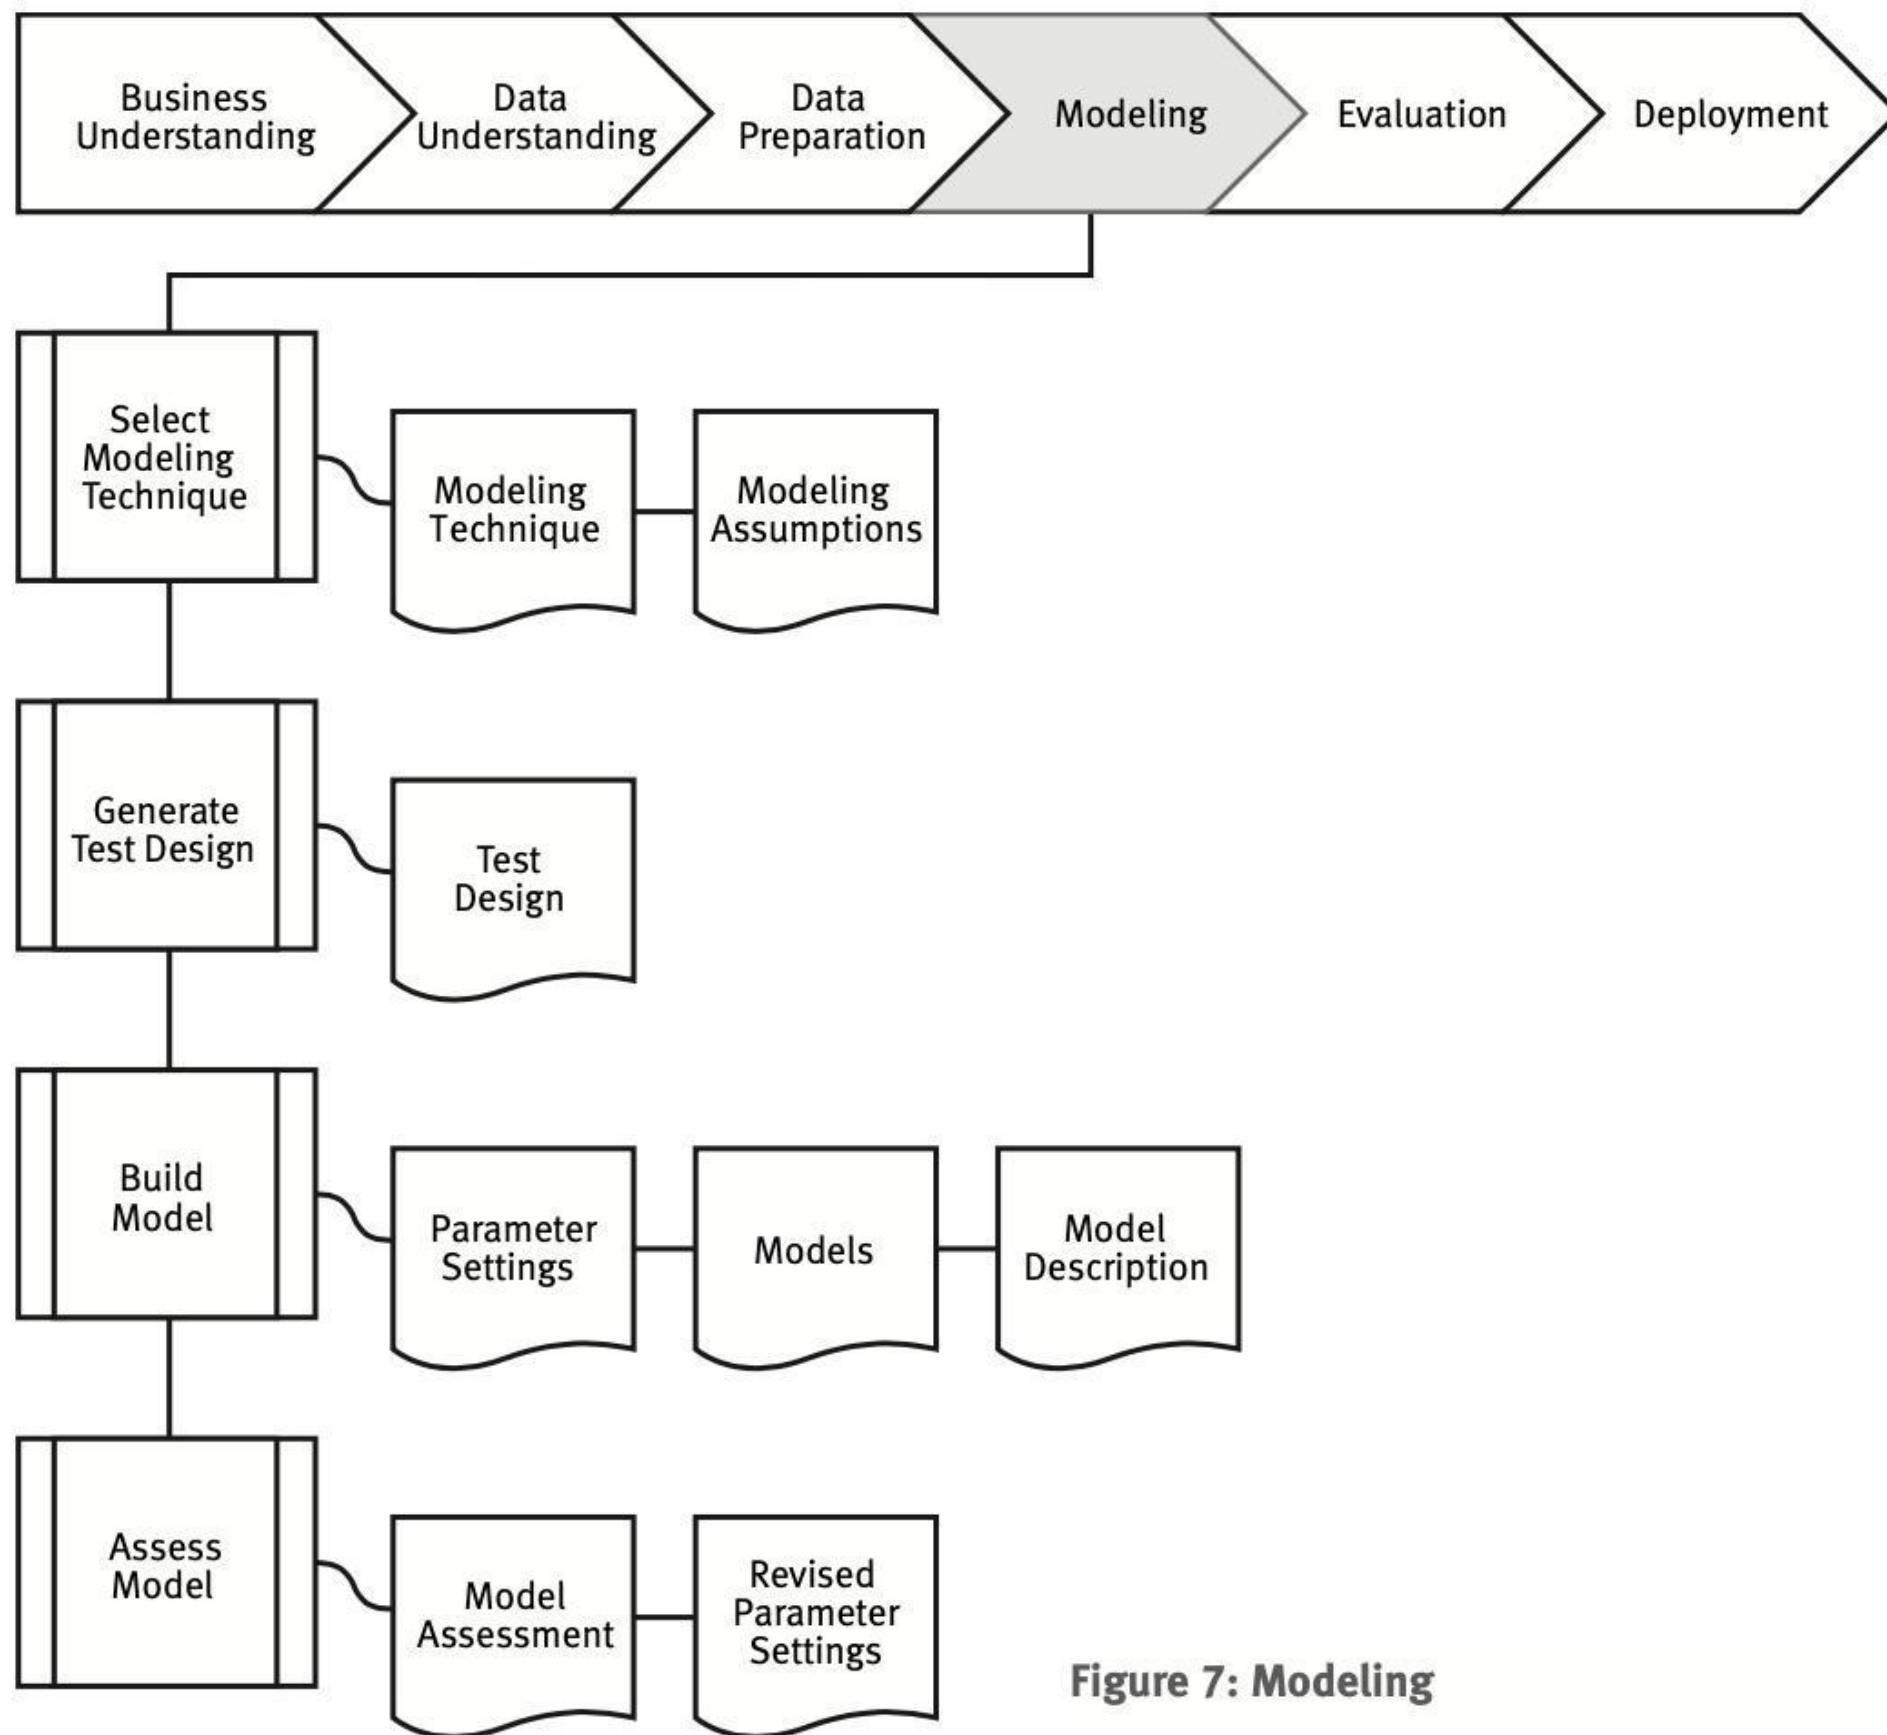 Business
Understanding
Data
Understanding
Data
Preparation
Modeling
Evaluation
Deployment
Select
Modeling
Technique
Modeling
Technique
Modeling
Assumptions
Generate
Test Design
Test
Design
Build
Model
Parameter
Settings
Models
Model
Description
Assess
Model
Model
Assessment
Revised
Parameter
Settings
Figure 7: Modeling